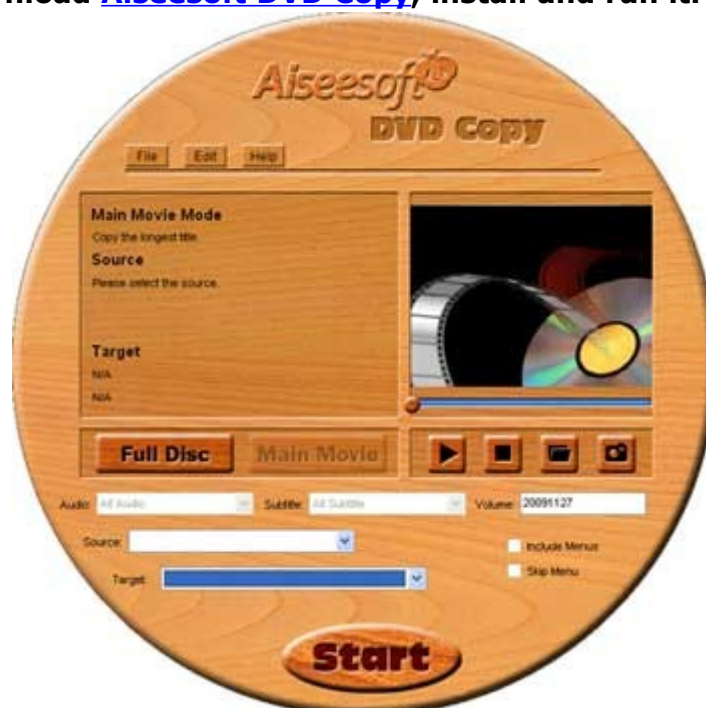 nload Aiseesoft DVD Copy, install and run it.
Aiseesoft
DVD Copy
File Edit Help
Main Movie Mode
Copy the longest title.
Source
Please select the source.
Target
N/A
N/A
Full Disc Main Movie
Audio: All Audio Subtitle: All Subtitle Volume: 20091127
Source: Include Menus
Target: Skip Menu
Start